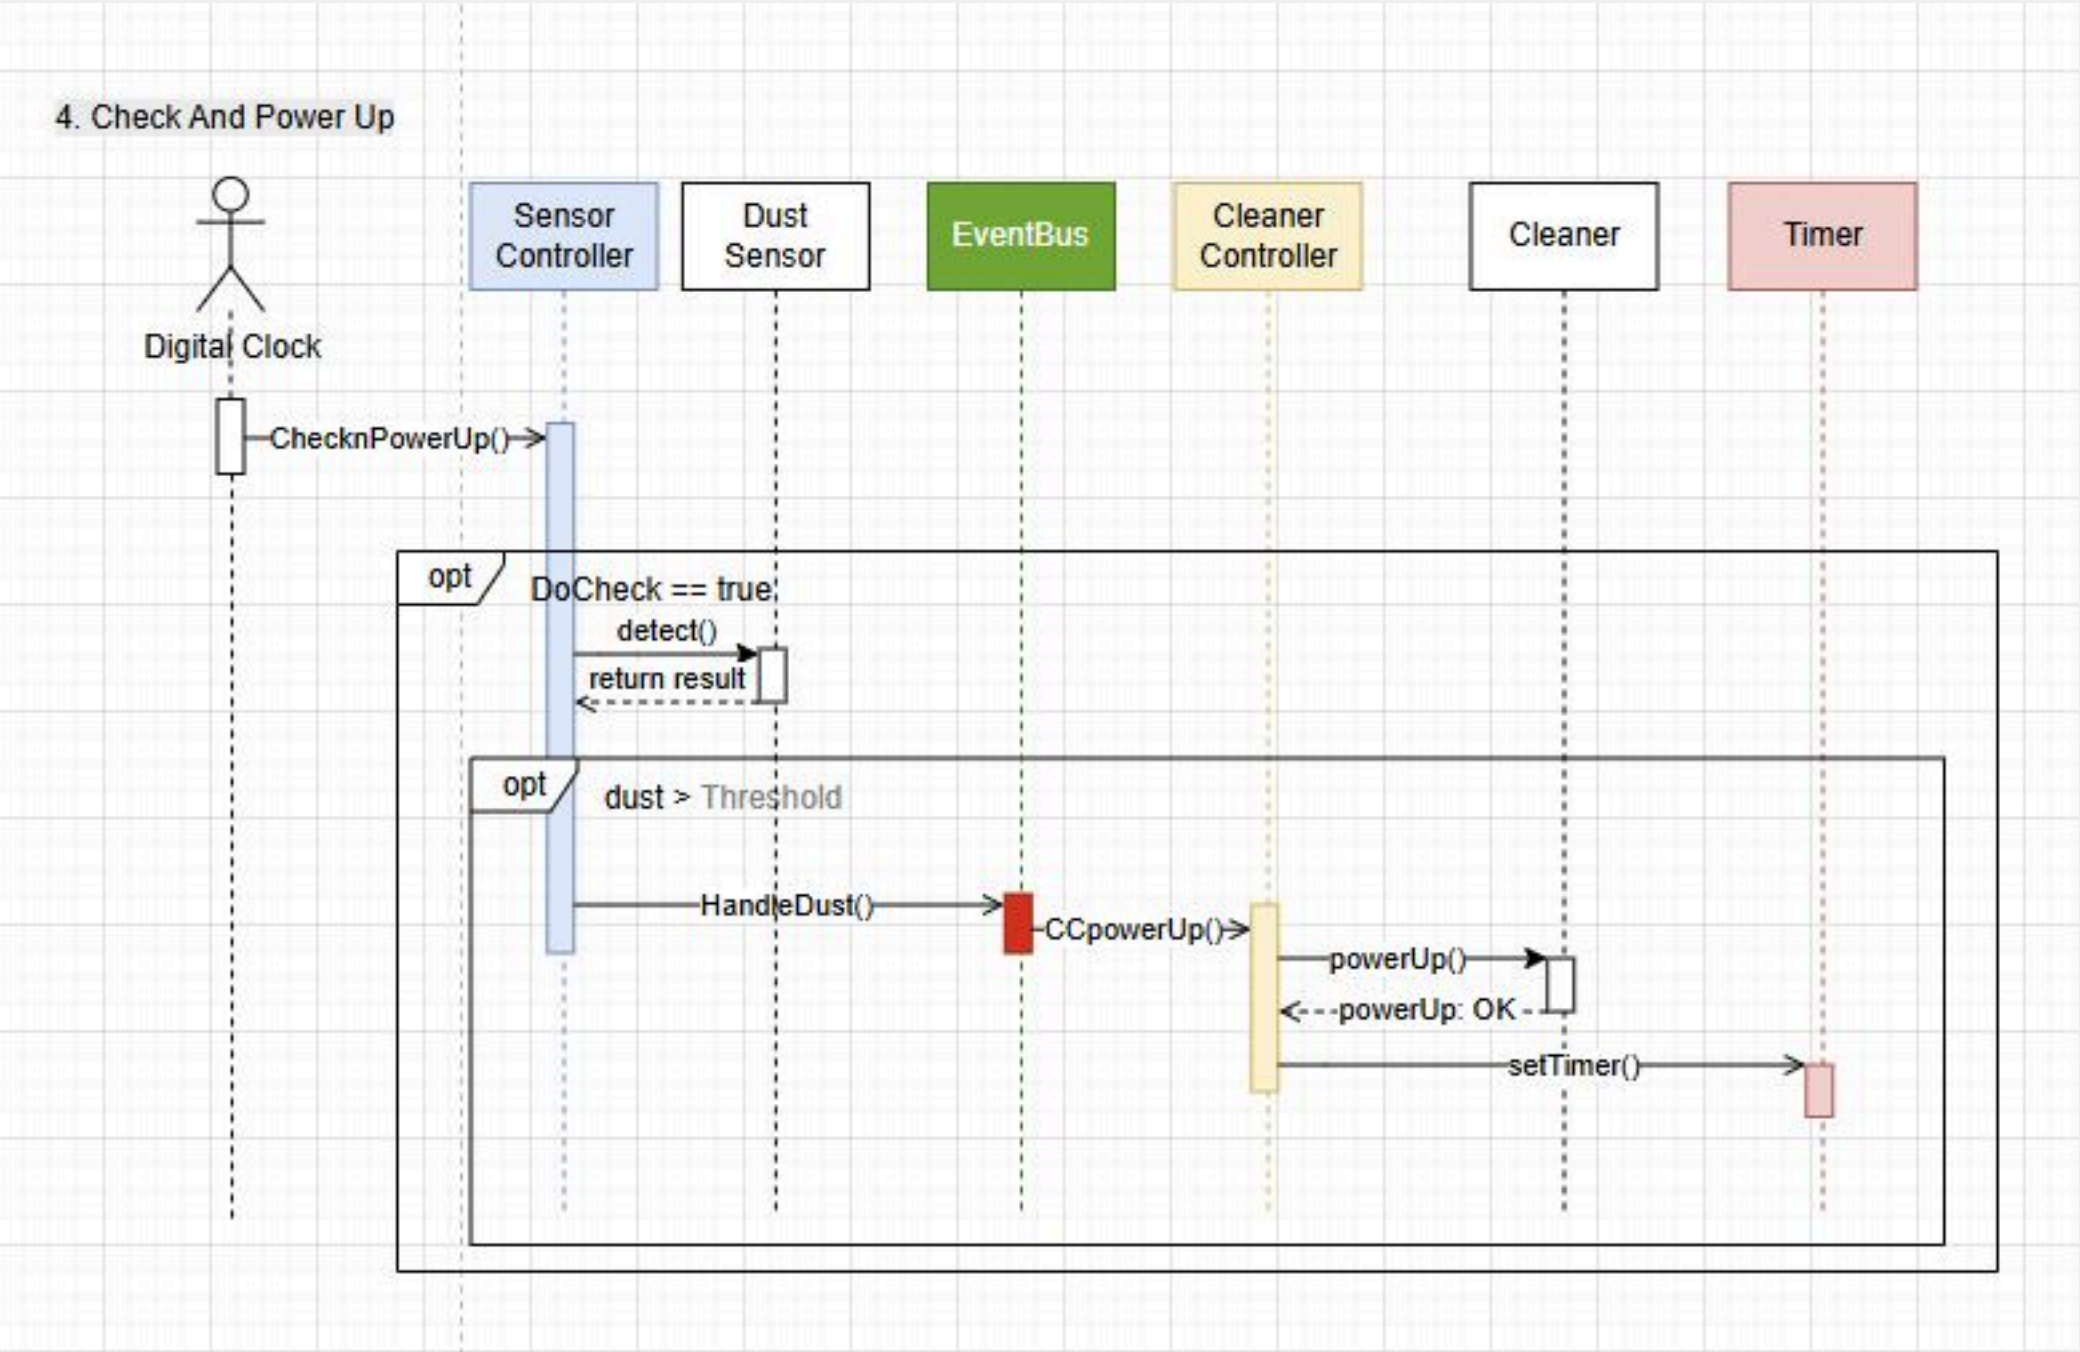 4. Check And Power Up
Sensor
Controller
Dust
Sensor
EventBus
Cleaner
Controller
Cleaner
Timer
Digital Clock
ChecknPowerUp()
opt
DoCheck == true
detect()
return result
opt
dust > Threshold
HandleDust()
CCpowerUp()
powerUp()
powerUp: OK
setTimer()